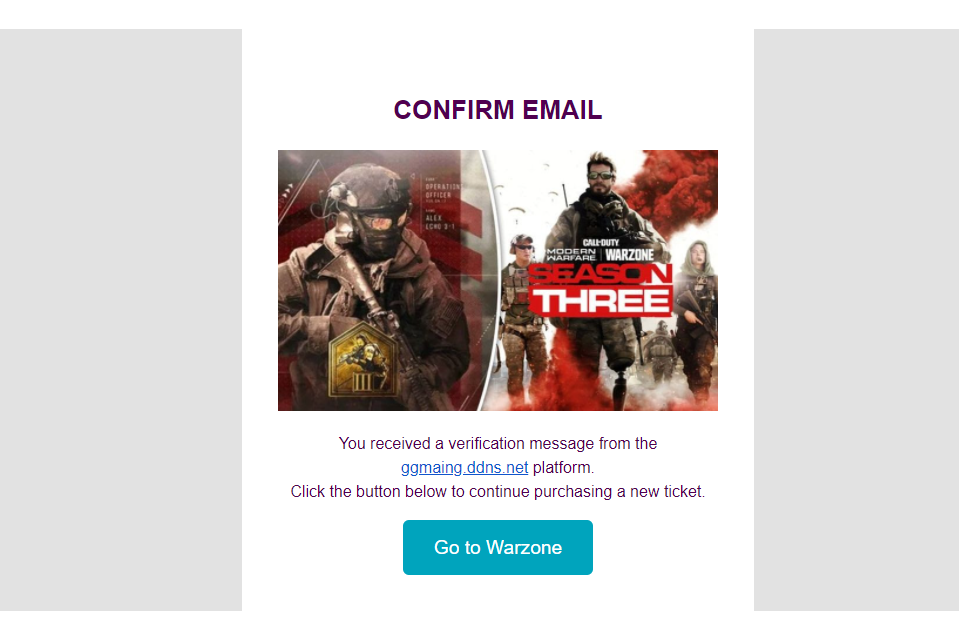 CONFIRM EMAIL
OPERATION
OFFICER
ALEX
ECHO 3-1
CALL OF DUTY
MODERN WARFARE | WARZONE
SEASON
THREE
III
You received a verification message from the
ggmaing.ddns.net platform.
Click the button below to continue purchasing a new ticket.
Go to Warzone